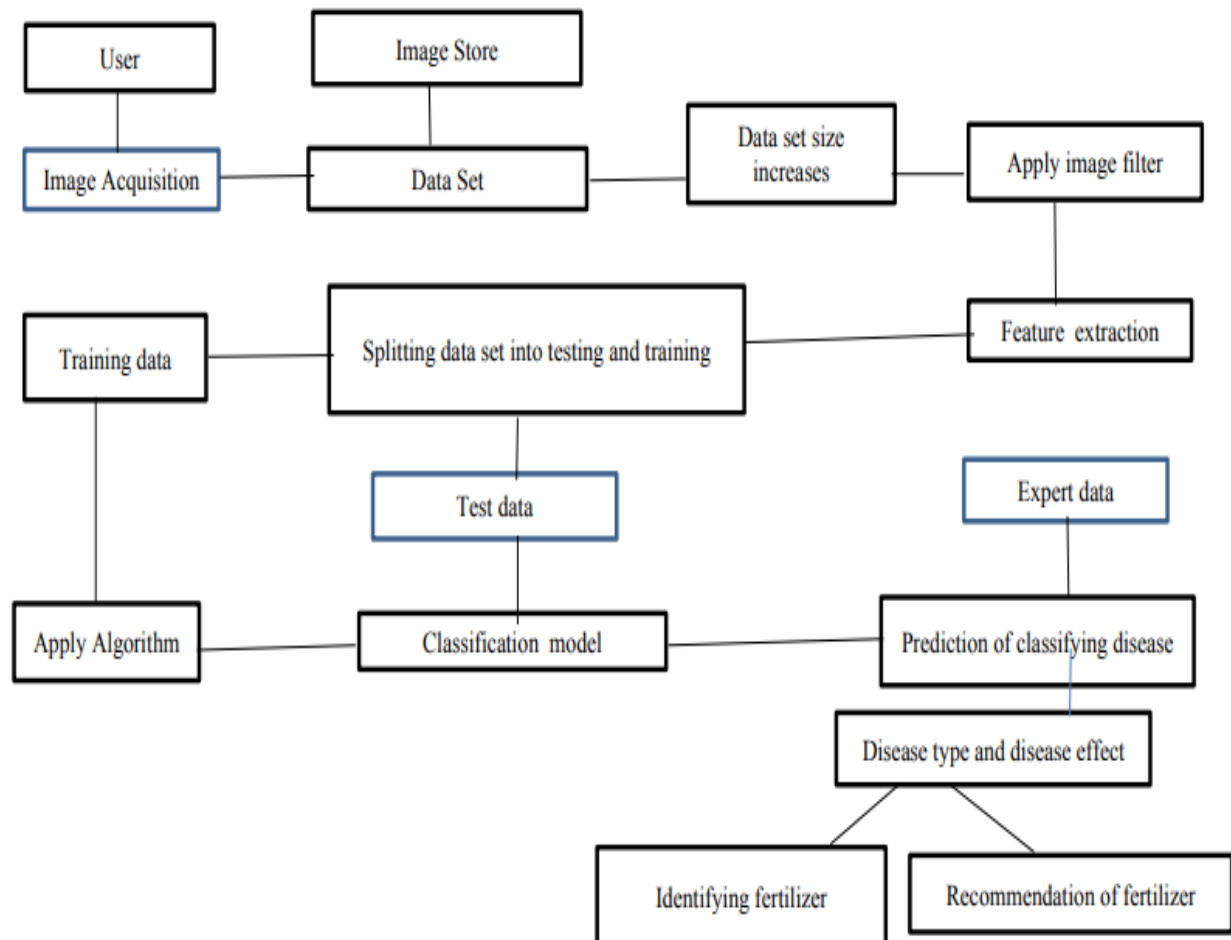 User
Image Store
Image Acquisition
Data Set
Data set size
increases
Apply image filter
Training data
Splitting data set into testing and training
Feature extraction
Test data
Expert data
Apply Algorithm
Classification model
Prediction of classifying disease
Disease type and disease effect
Identifying fertilizer
Recommendation of fertilizer